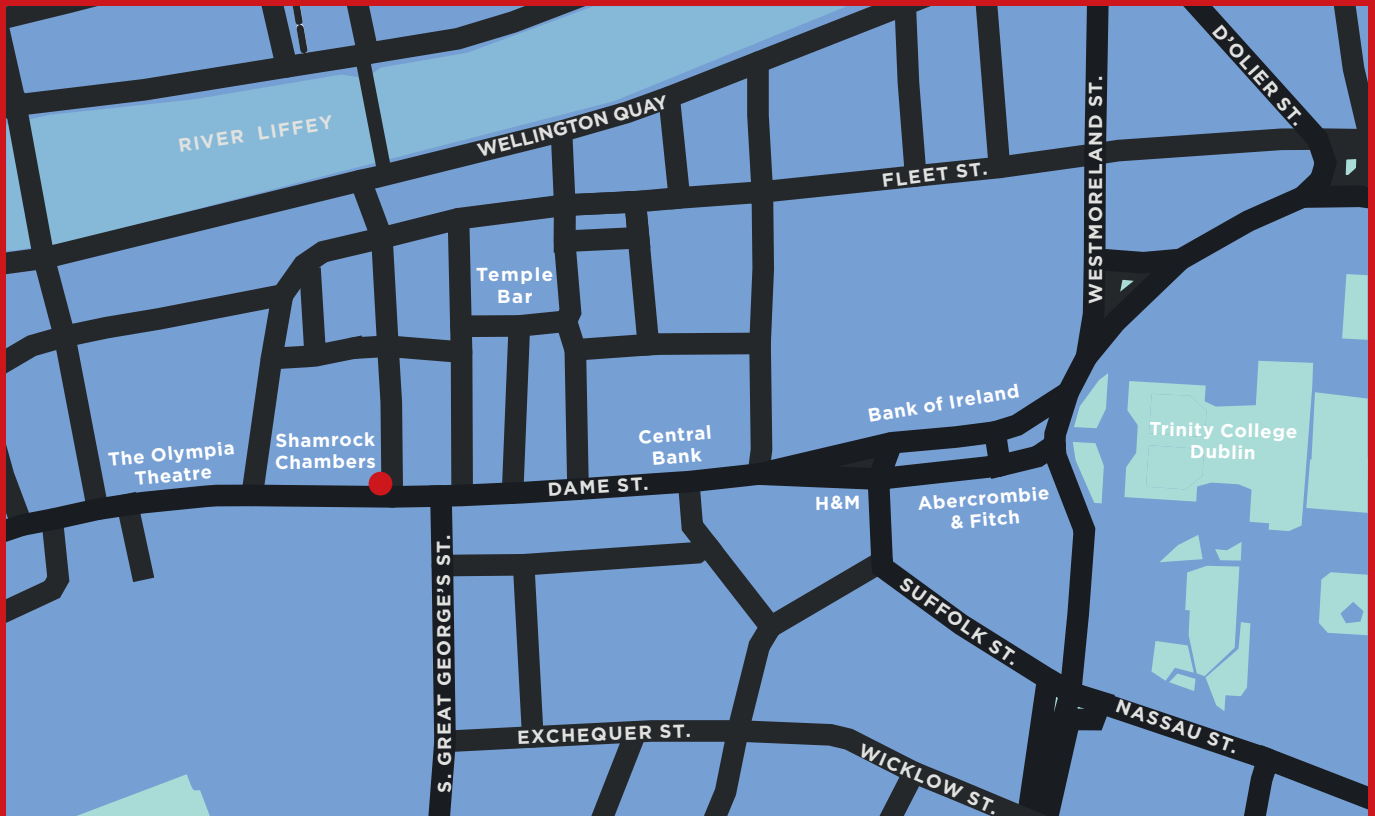 D'OLIER ST.
RIVER LIFFEY
WELLINGTON QUAY
WESTMORELAND ST.
FLEET ST.
Temple
Bar
Bank of Ireland
The Olympia
Theatre
Shamrock
Chambers
Central
Bank
Trinity College
Dublin
DAME ST.
H&M
Abercrombie
& Fitch
S. GREAT GEORGE'S ST.
SUFFOLK ST.
EXCHEQUER ST.
WICKLOW ST.
NASSAU ST.